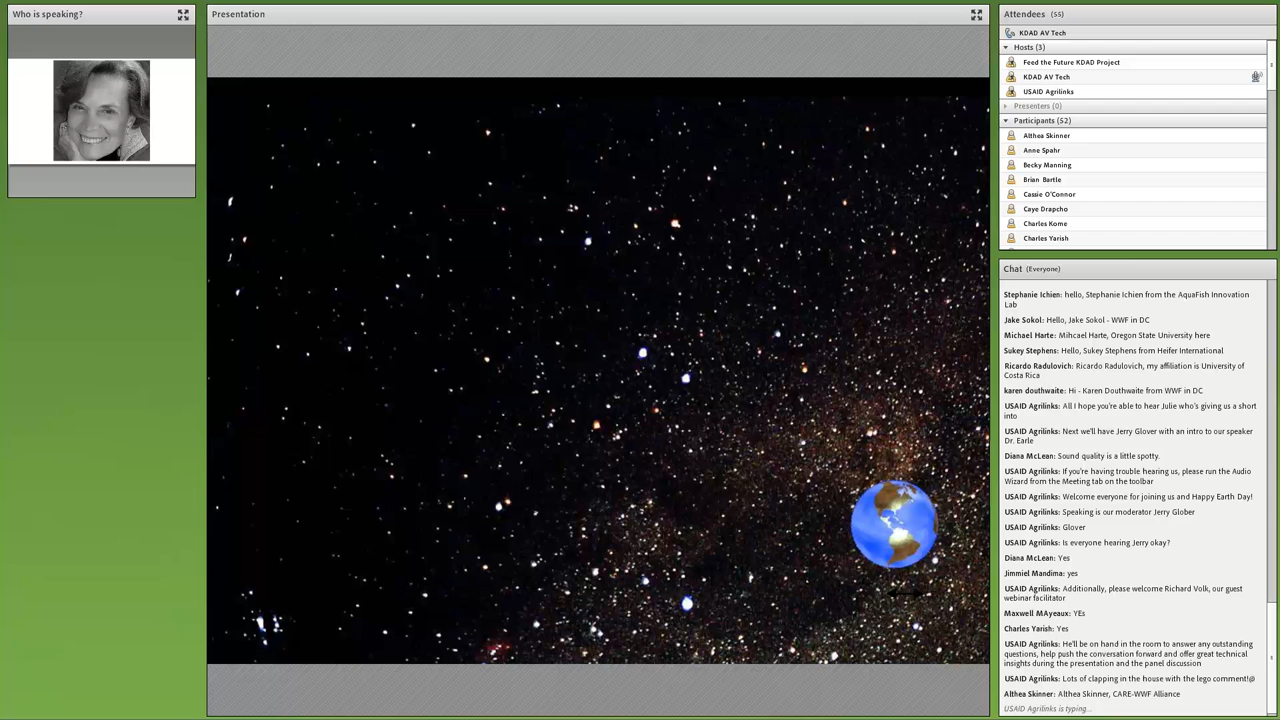 Who is speaking?
Presentation
Attendees (55)
KDAD AV Tech
Hosts (3)
Feed the Future KDAD Project
KDAD AV Tech
USAID Agrilinks
Presenters (0)
Participants (52)
Althea Skinner
Anne Spahr
Becky Manning
Brian Bartle
Cassie O'Connor
Caye Drapcho
Charles Kome
Charles Yarish
Chat (Everyone)
Stephanie Ichien: hello, Stephanie Ichien from the AquaFish Innovation
Lab
Jake Sokol: Hello, Jake Sokol - WWF in DC
Michael Harte: Mihcael Harte, Oregon State University here
Sukey Stephens: Hello, Sukey Stephens from Heifer International
Ricardo Radulovich: Ricardo Radulovich, my affiliation is University of
Costa Rica
karen douthwaite: Hi - Karen Douthwaite from WWF in DC
USAID Agrilinks: All I hope you're able to hear Julie who's giving us a short
into
USAID Agrilinks: Next we'll have Jerry Glover with an intro to our speaker
Dr. Earle
Diana McLean: Sound quality is a little spotty.
USAID Agrilinks: If you're having trouble hearing us, please run the Audio
Wizard from the Meeting tab on the toolbar
USAID Agrilinks: Welcome everyone for joining us and Happy Earth Day!
USAID Agrilinks: Speaking is our moderator Jerry Glober
USAID Agrilinks: Glover
USAID Agrilinks: Is everyone hearing Jerry okay?
Diana McLean: Yes
Jimmiel Mandima: yes
USAID Agrilinks: Additionally, please welcome Richard Volk, our guest
webinar facilitator
Maxwell MAyeaux: YEs
Charles Yarish: Yes
USAID Agrilinks: He'll be on hand in the room to answer any outstanding
questions, help push the conversation forward and offer great technical
insights during the presentation and the panel discussion
USAID Agrilinks: Lots of clapping in the house with the lego comment!@
Althea Skinner: Althea Skinner, CARE-WWF Alliance
USAID Agrilinks is typing...